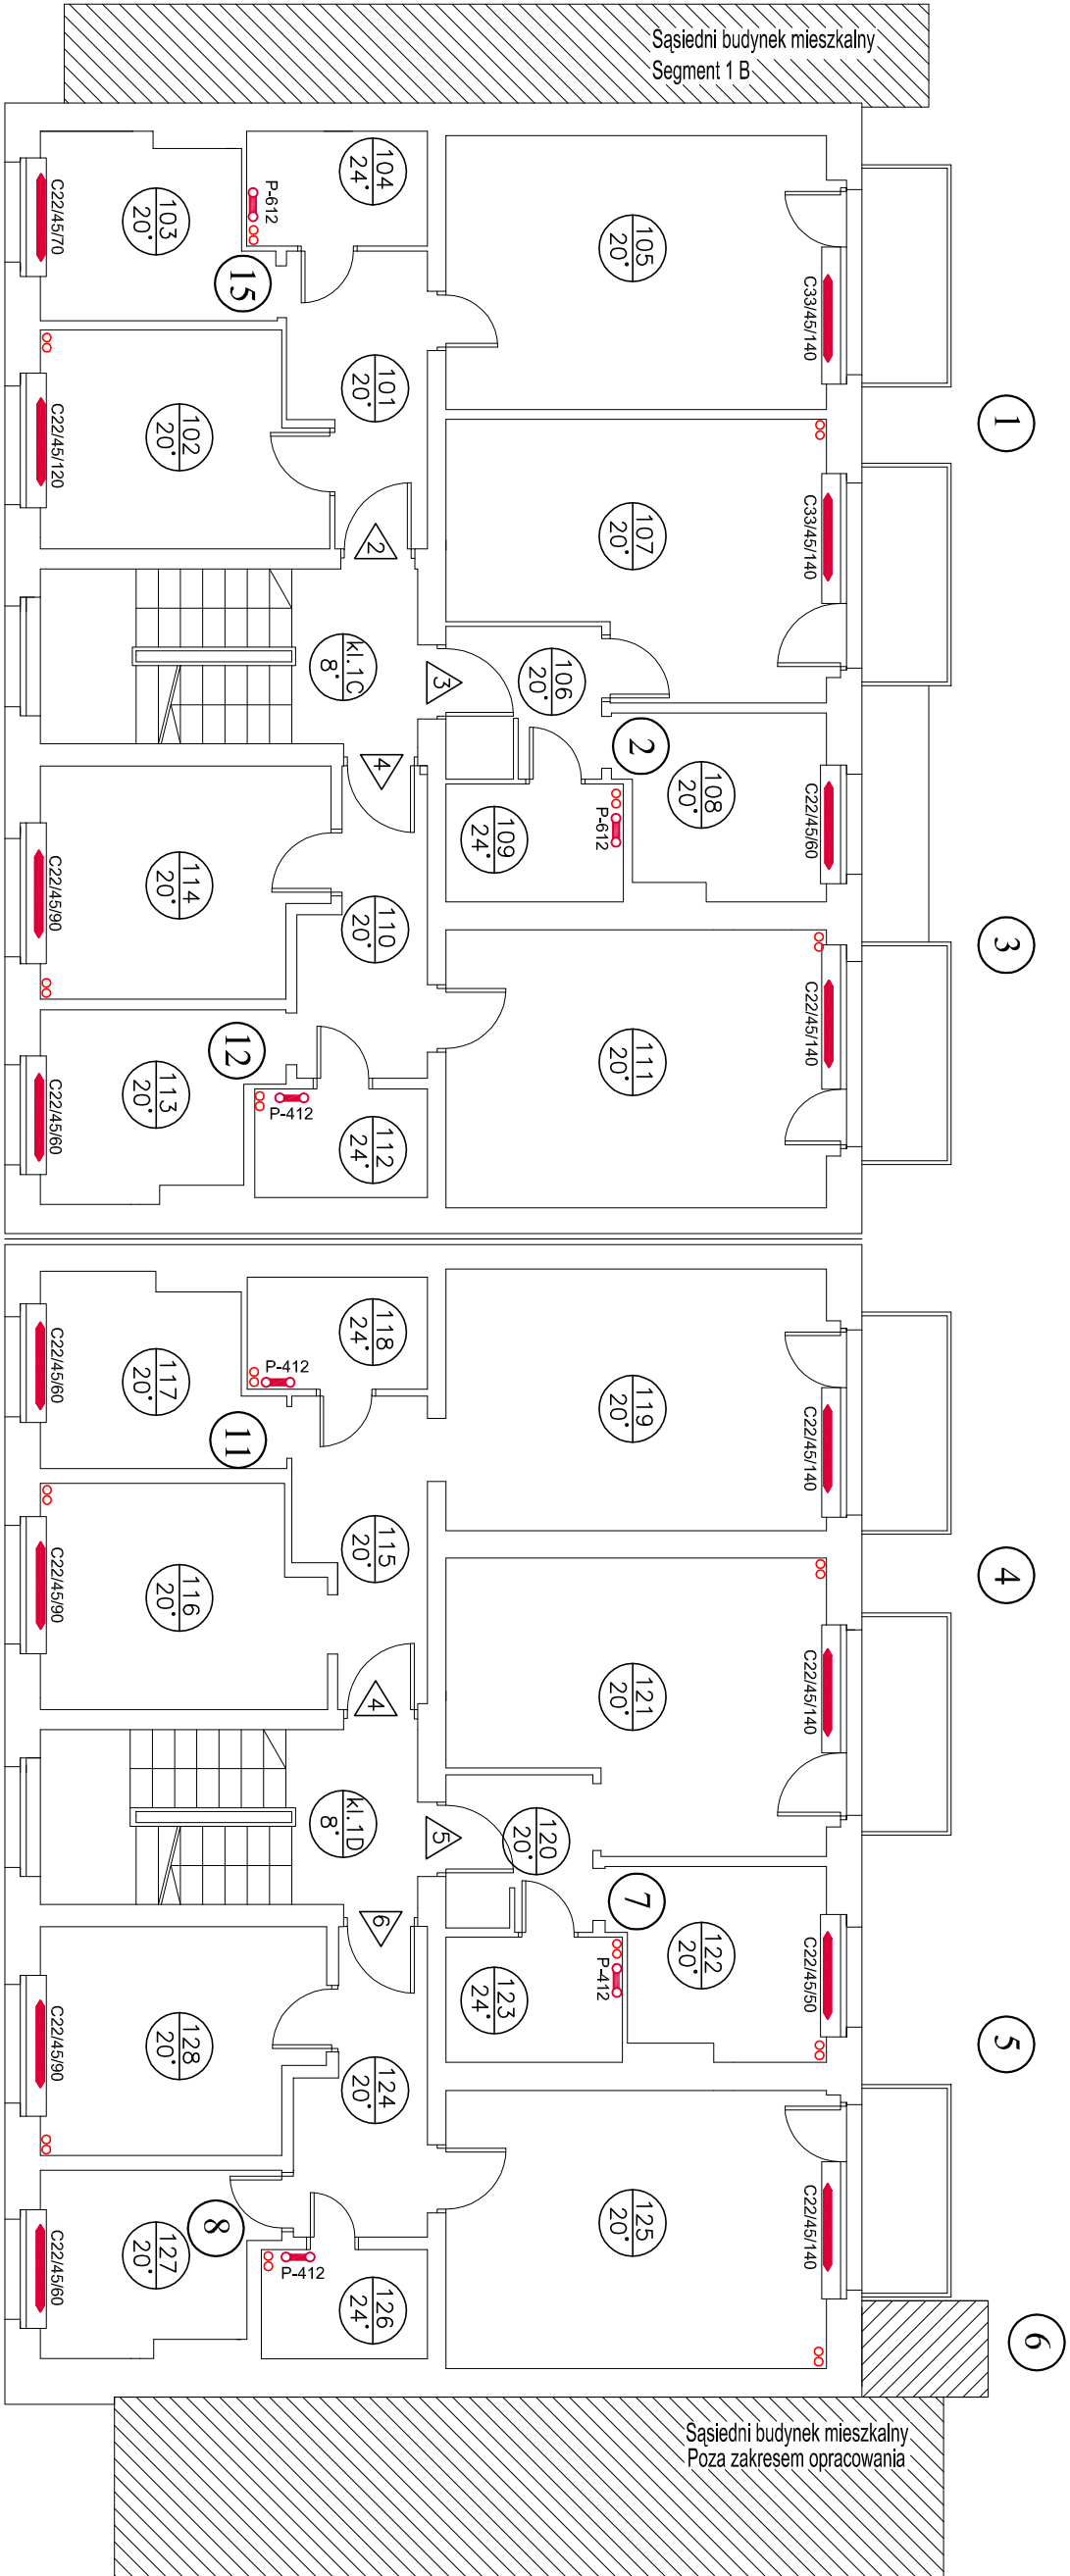 Sąsiedni budynek mieszkalny
Segment 1 B
104
24°
P-612
103
20°
C22/45/70
15
105
20°
C33/45/140
1
101
20°
102
20°
C22/45/120
2
107
20°
C33/45/140
kl.1C
8°
3
106
20°
2
108
20°
C22/45/60
4
109
24°
P-612
114
20°
C22/45/90
110
20°
3
111
20°
C22/45/140
12
113
20°
C22/45/60
P-412
112
24°
118
24°
P-412
117
20°
C22/45/60
11
119
20°
C22/45/140
115
20°
116
20°
C22/45/90
4
4
121
20°
C22/45/140
kl.1D
8°
5
120
20°
7
122
20°
C22/45/50
6
123
24°
P-412
128
20°
C22/45/90
124
20°
5
125
20°
C22/45/140
8
127
20°
C22/45/60
P-412
126
24°
6
Sąsiedni budynek mieszkalny
Poza zakresem opracowania